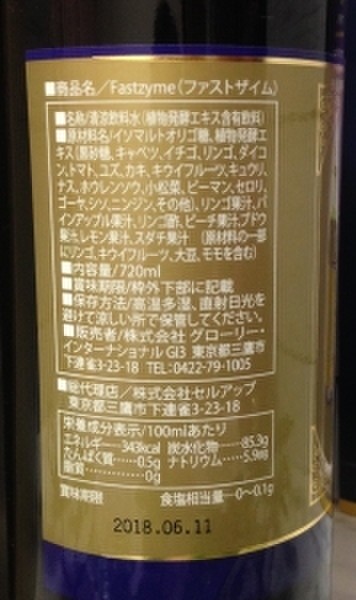 ■商品名／Fastzyme（ファストザイム）
■名称/清涼飲料水（植物発酵エキス含有飲料）
■原材料名/イソマルトオリゴ糖、植物発酵エ
キス（黒砂糖、キャベツ、イチゴ、リンゴ、ダイコ
ン、トマト、ユズ、カキ、キウイフルーツ、キュウリ、
ナス、ホウレンソウ、小松菜、ピーマン、セロリ、
ゴーヤ、シソ、ニンジン、その他）、リンゴ果汁、パ
インアップル果汁、リンゴ酢、ピーチ果汁、ブドウ
果汁、レモン果汁、スダチ果汁 （原材料の一部
にリンゴ、キウイフルーツ、大豆、モモを含む）
■内容量/720ml
■賞味期限/枠外下部に記載
■保存方法/高温多湿、直射日光を
避けて涼しい所で保管してください。
■販売者/株式会社 グローリー・
インターナショナル GI3 東京都三鷹市
下連雀3-23-18 TEL:0422-79-1005
■総代理店／株式会社セルアップ
東京都三鷹市下連雀3-23-18
栄養成分表示/100mlあたり
エネルギー…343kcal 炭水化物……85.3g
たんぱく質……0.5g ナトリウム……5.9mg
脂質……………0g
賞味期限 食塩相当量…0～0.1g
2018.06.11